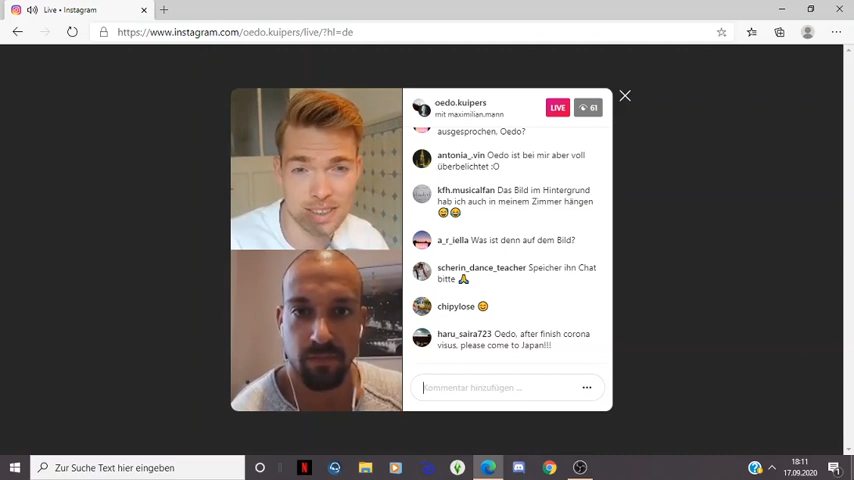 Live • Instagram
https://www.instagram.com/oedo.kuipers/live/?hl=de
oedo.kuipers
mit maximilian.mann
LIVE
61
ausgesprochen, Oedo?
antonia_.vin Oedo ist bei mir aber voll
überbelichtet :O
kfh.musicalfan Das Bild im Hintergrund
hab ich auch in meinem Zimmer hängen
😅😂
a_r_iella Was ist denn auf dem Bild?
scherin_dance_teacher Speicher ihn Chat
bitte 🙏
chipylose 😊
haru_saira723 Oedo, after finish corona
visus, please come to Japan!!!
Kommentar hinzufügen ...
Zur Suche Text hier eingeben
18:11
17.09.2020